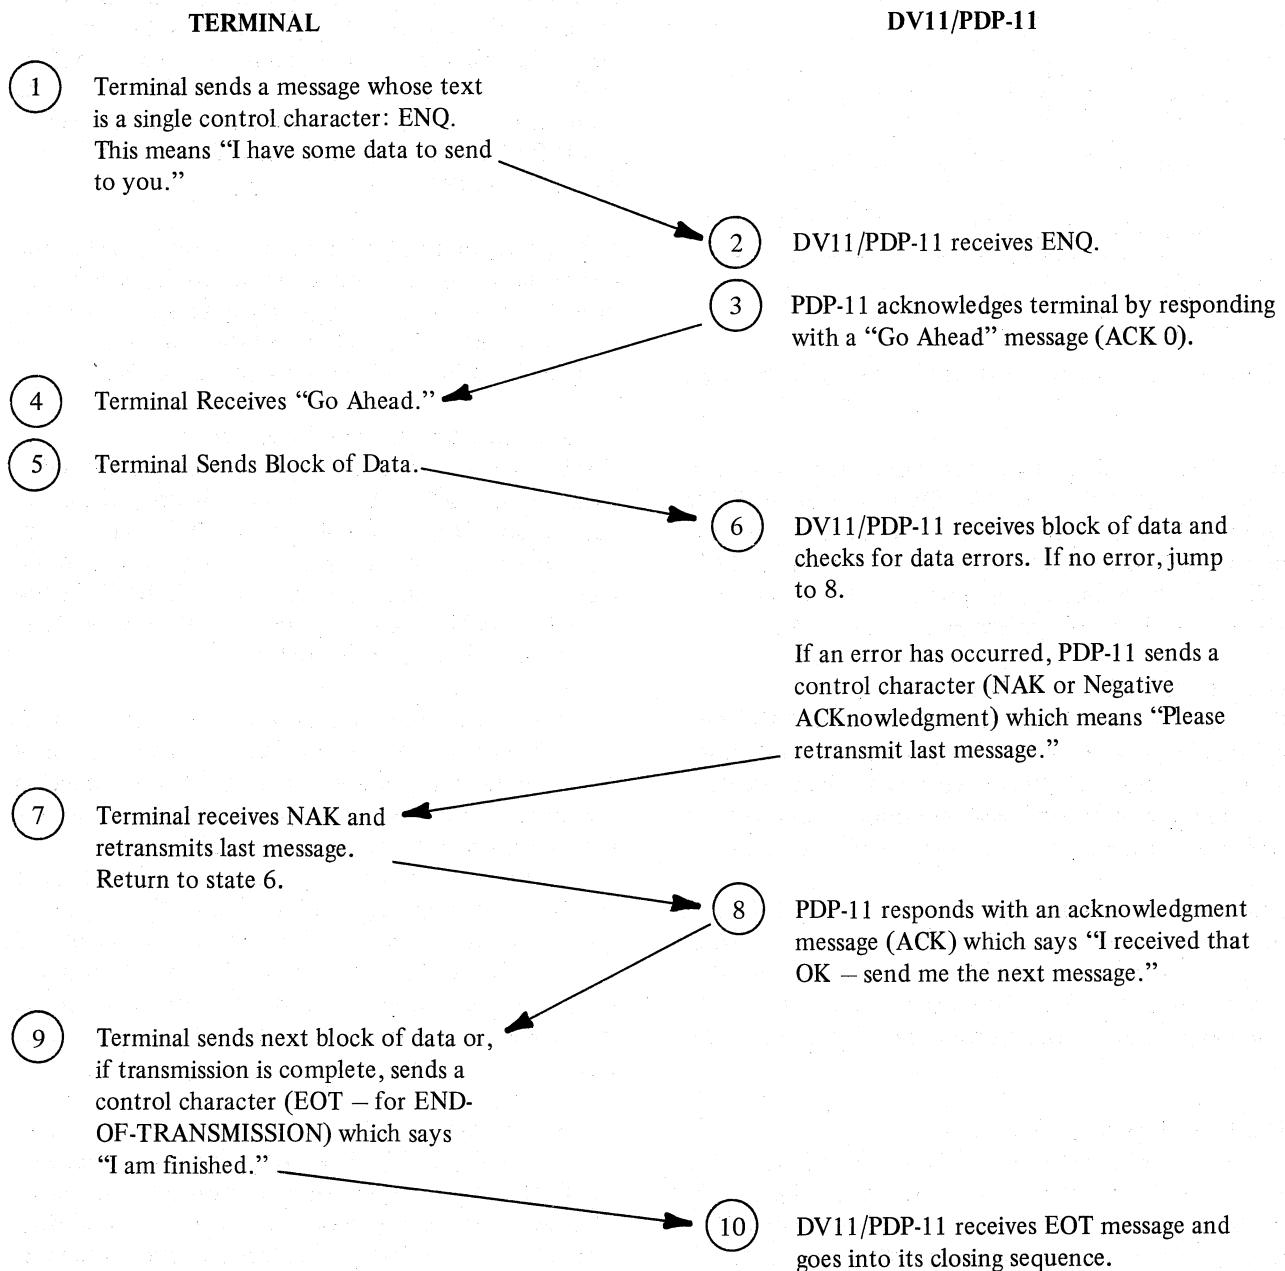 TERMINAL
DV11/PDP-11
1
Terminal sends a message whose text
is a single control character: ENQ.
This means “I have some data to send
to you.”
2
DV11/PDP-11 receives ENQ.
3
PDP-11 acknowledges terminal by responding
with a “Go Ahead” message (ACK 0).
4
Terminal Receives “Go Ahead.”
5
Terminal Sends Block of Data.
6
DV11/PDP-11 receives block of data and
checks for data errors. If no error, jump
to 8.
If an error has occurred, PDP-11 sends a
control character (NAK or Negative
ACKnowledgment) which means “Please
retransmit last message.”
7
Terminal receives NAK and
retransmits last message.
Return to state 6.
8
PDP-11 responds with an acknowledgment
message (ACK) which says “I received that
OK – send me the next message.”
9
Terminal sends next block of data or,
if transmission is complete, sends a
control character (EOT – for END-
OF-TRANSMISSION) which says
“I am finished.”
10
DV11/PDP-11 receives EOT message and
goes into its closing sequence.